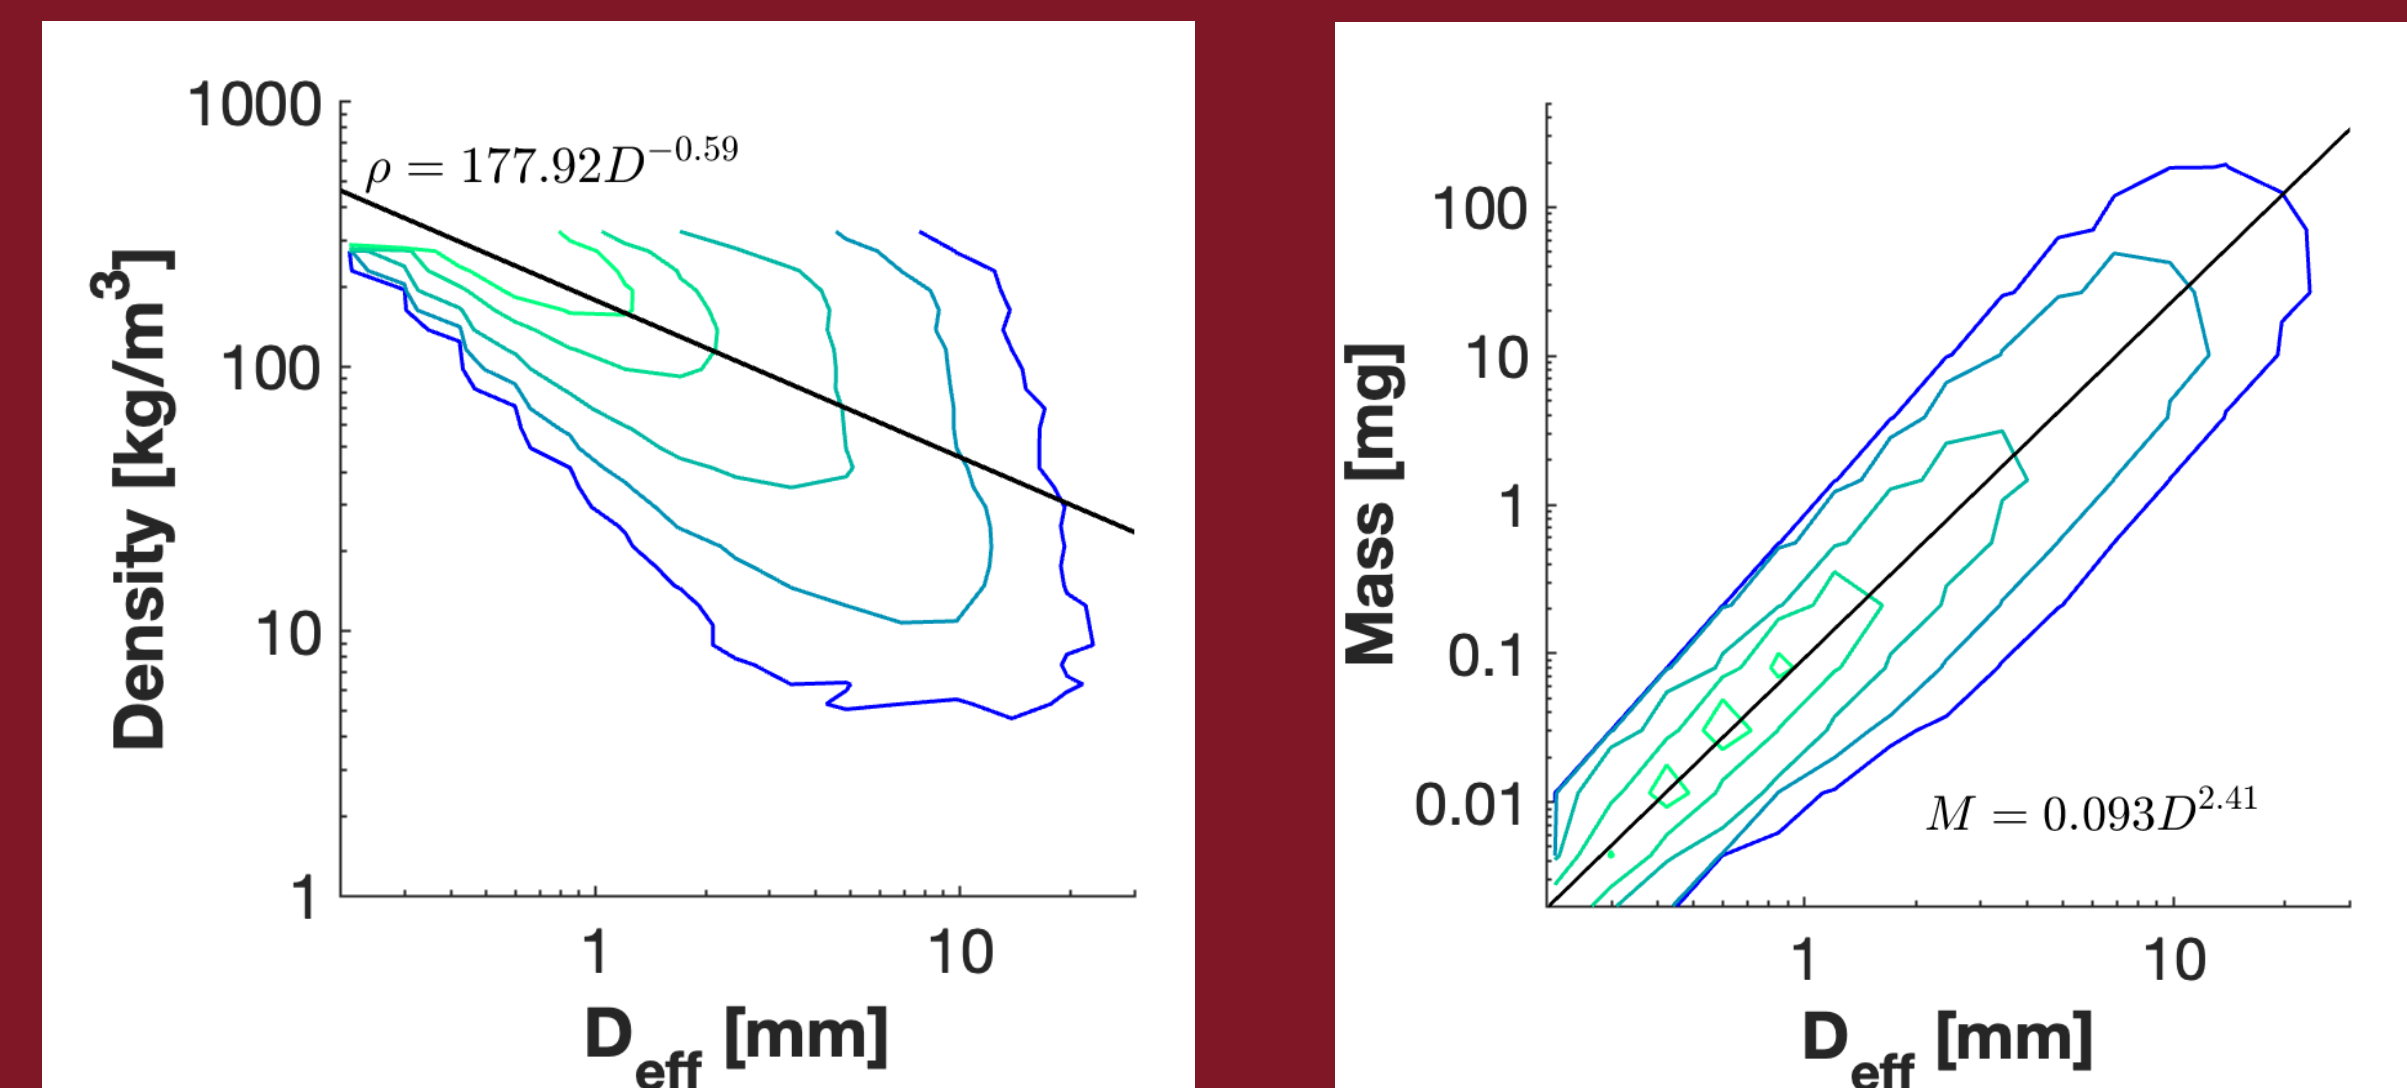 1000
100
10
1
ρ = 177.92D^−0.59
Density [kg/m³]
1 10
D_eff [mm]
100
10
1
0.1
0.01
M = 0.093D^2.41
Mass [mg]
1 10
D_eff [mm]